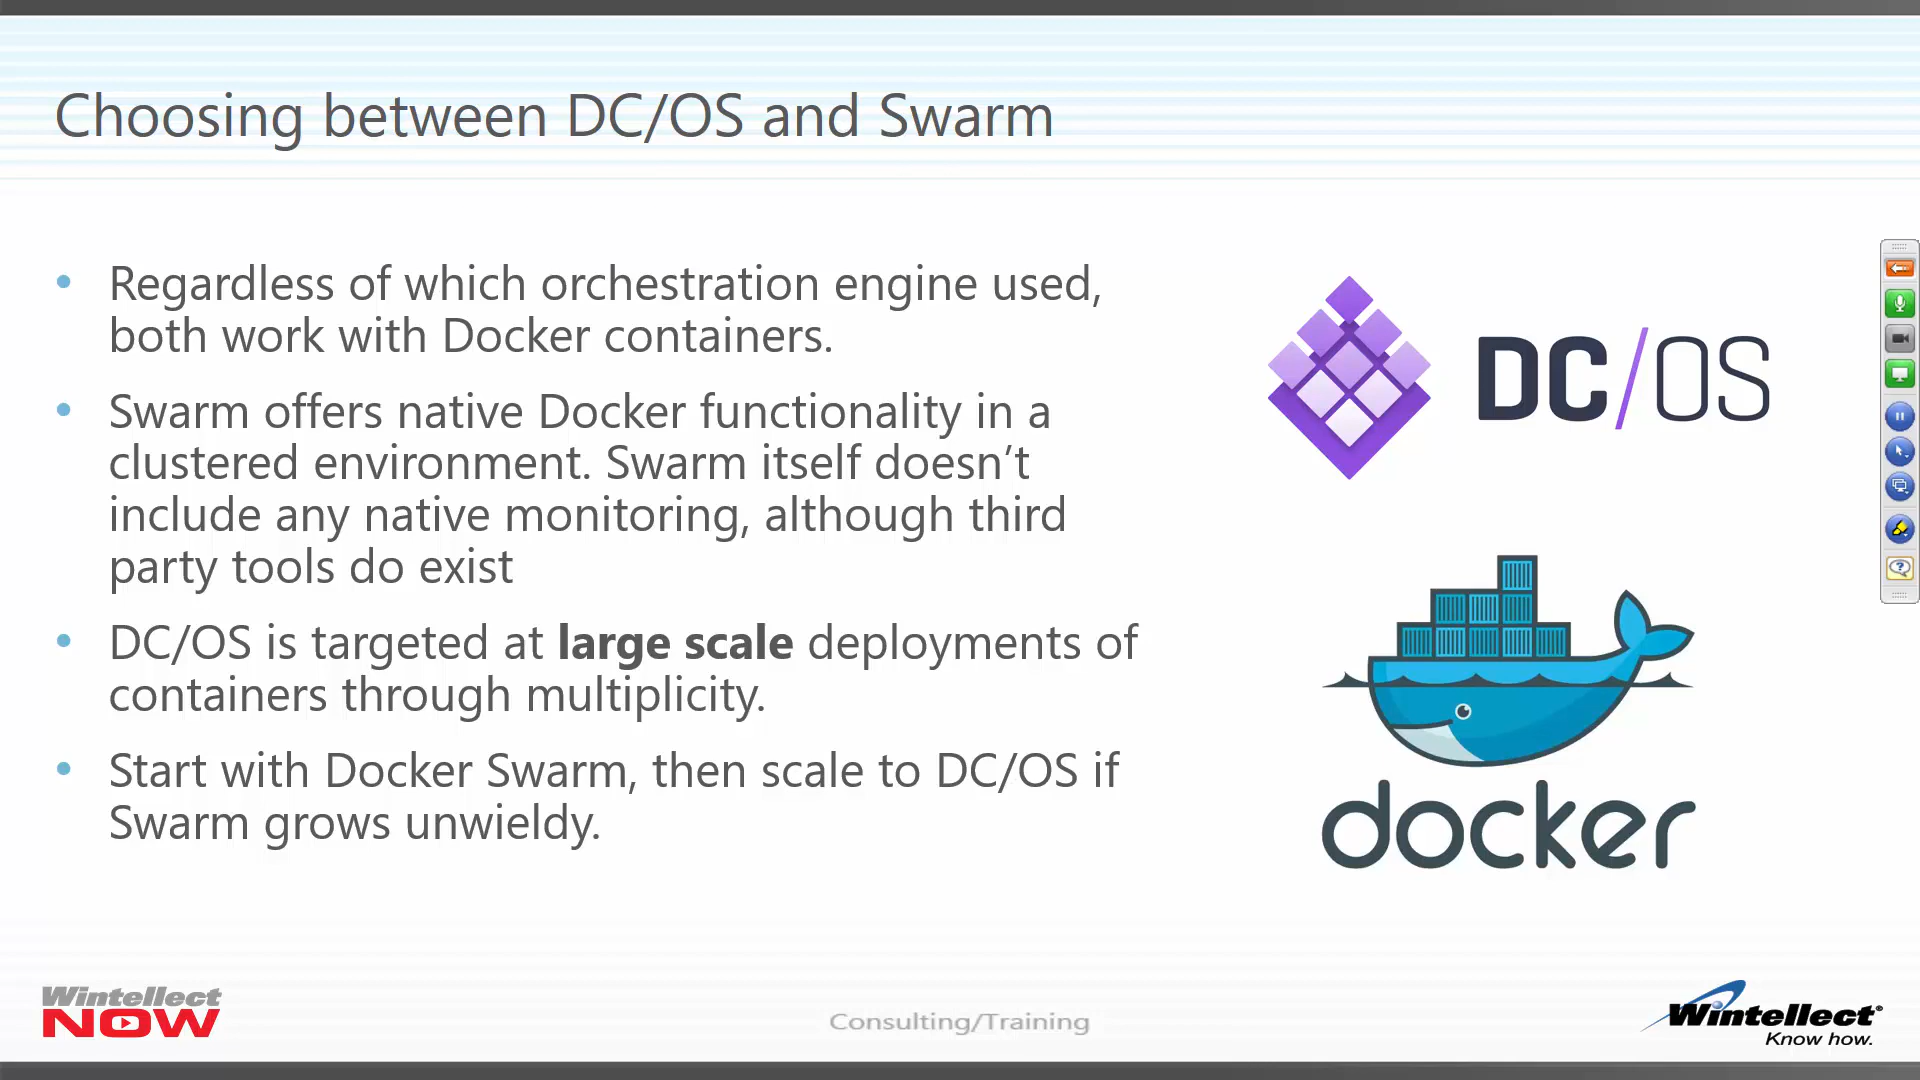 Choosing between DC/OS and Swarm
• Regardless of which orchestration engine used,
both work with Docker containers.
• Swarm offers native Docker functionality in a
clustered environment. Swarm itself doesn’t
include any native monitoring, although third
party tools do exist
• DC/OS is targeted at large scale deployments of
containers through multiplicity.
• Start with Docker Swarm, then scale to DC/OS if
Swarm grows unwieldy.
DC/OS
docker
Wintellect
NOW
Consulting/Training
Wintellect®
Know how.